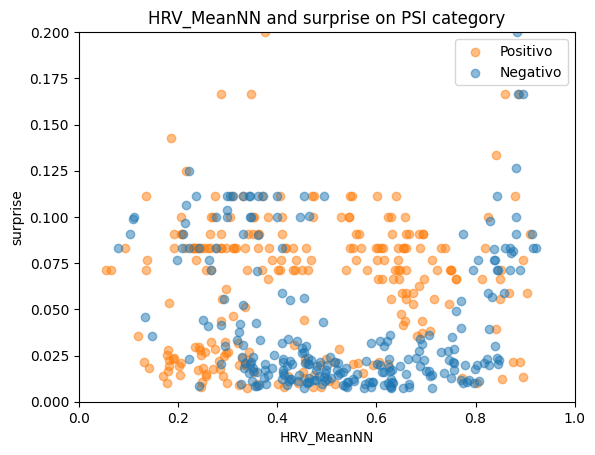 HRV_MeanNN and surprise on PSI category
Positivo
Negativo
surprise
0.200
0.175
0.150
0.125
0.100
0.075
0.050
0.025
0.000
0.0 0.2 0.4 0.6 0.8 1.0
HRV_MeanNN